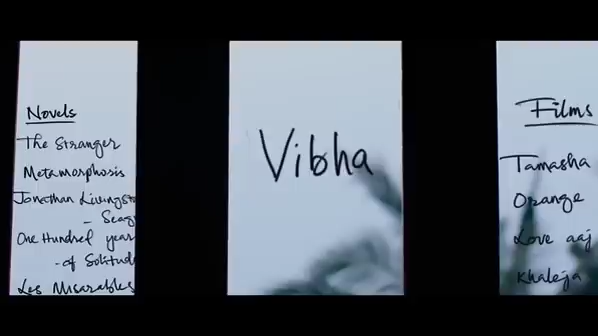 Novels
The Stranger
Metamorphosis
Jonathan Livingsto
- Seag
One Hundred year
- of Solitud
Les Misarables
Vibha
Films
Tamasha
Orange
Love aaj
Khaleja